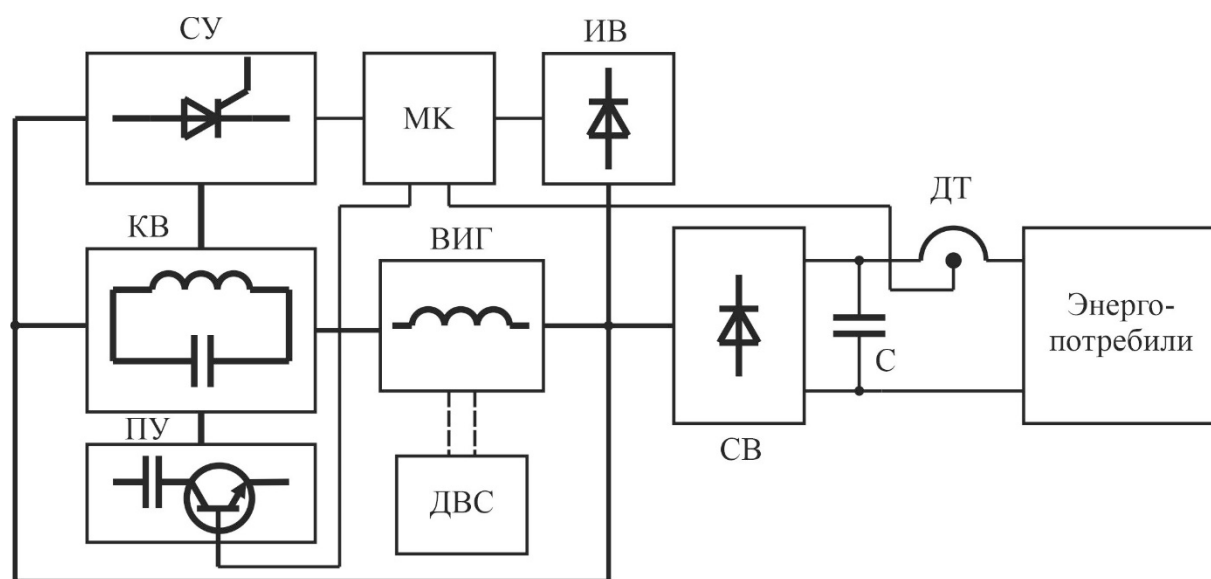 СУ
ИВ
МК
ДТ
КВ
ВИГ
Энерго-
потребили
С
ПУ
СВ
ДВС